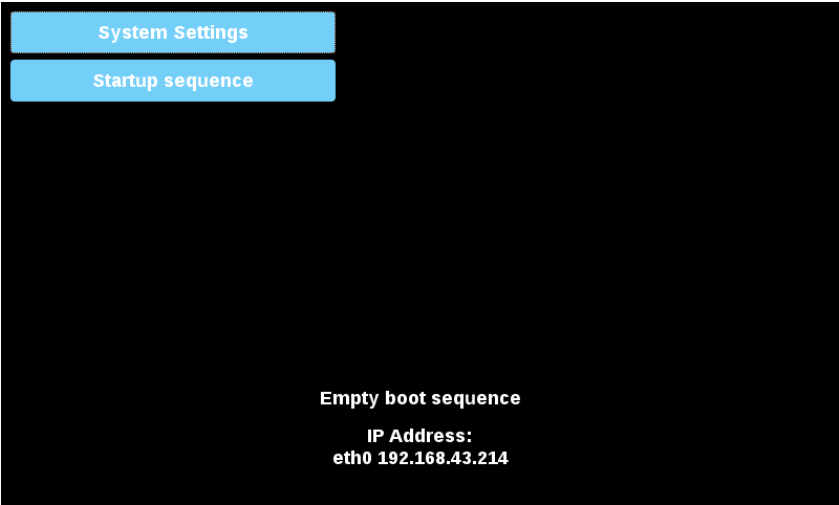 System Settings
Startup sequence
Empty boot sequence
IP Address:
eth0 192.168.43.214